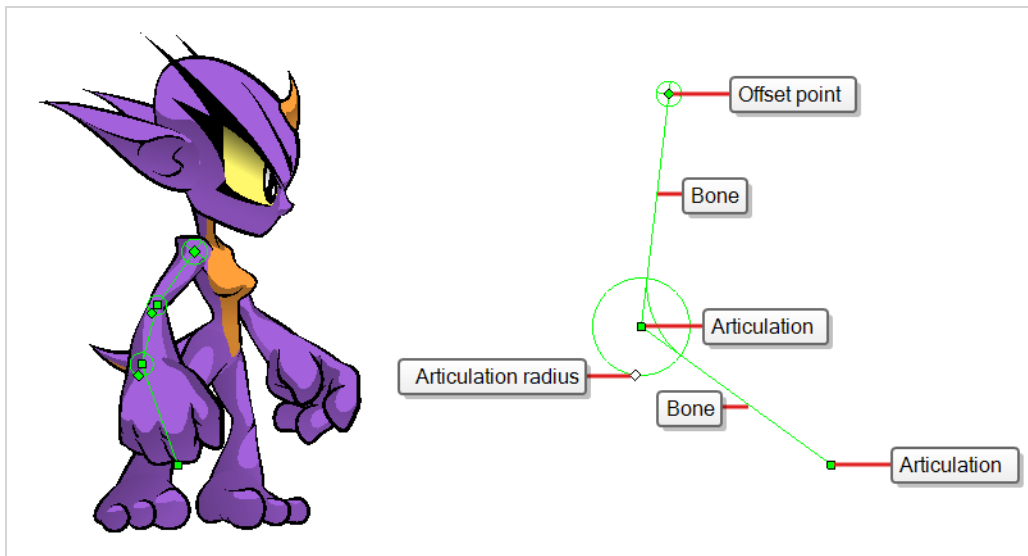 Offset point
Bone
Articulation
Articulation radius
Bone
Articulation